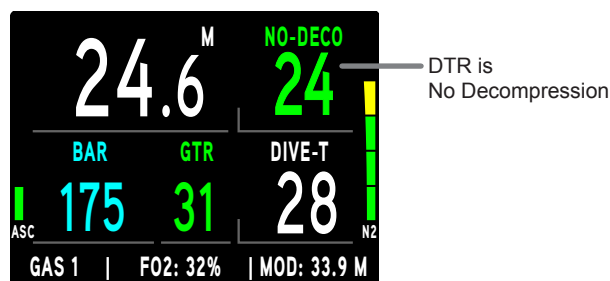 24.6 M
NO-DECO
24
DTR is
No Decompression
BAR GTR DIVE-T
175 31 28
ASC N2
GAS 1 | FO2: 32% | MOD: 33.9 M